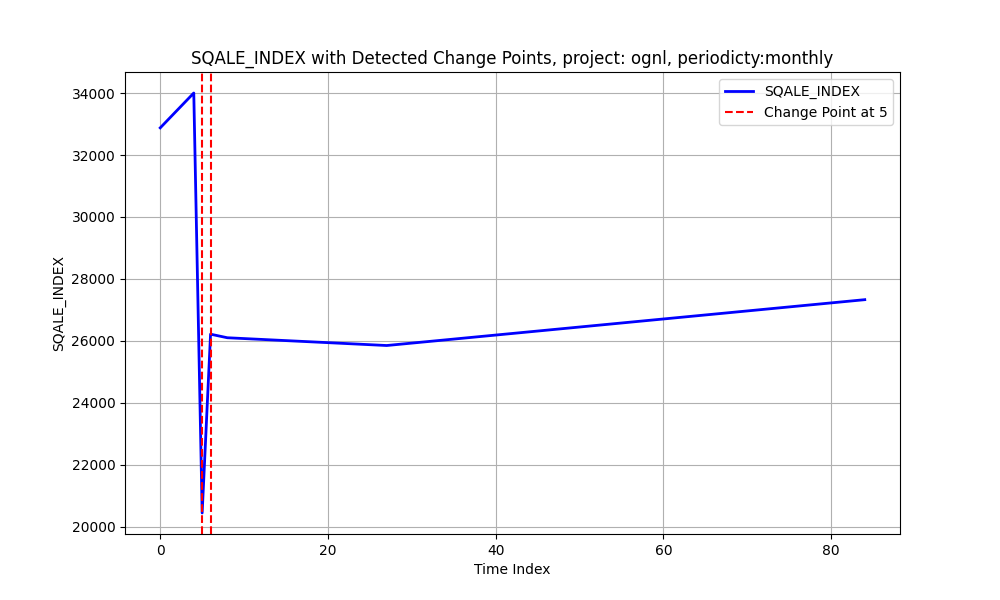 SQALE_INDEX with Detected Change Points, project: ognl, periodicty:monthly
SQALE_INDEX
Change Point at 5
34000
32000
30000
28000
26000
24000
22000
20000
SQALE_INDEX
0 20 40 60 80
Time Index